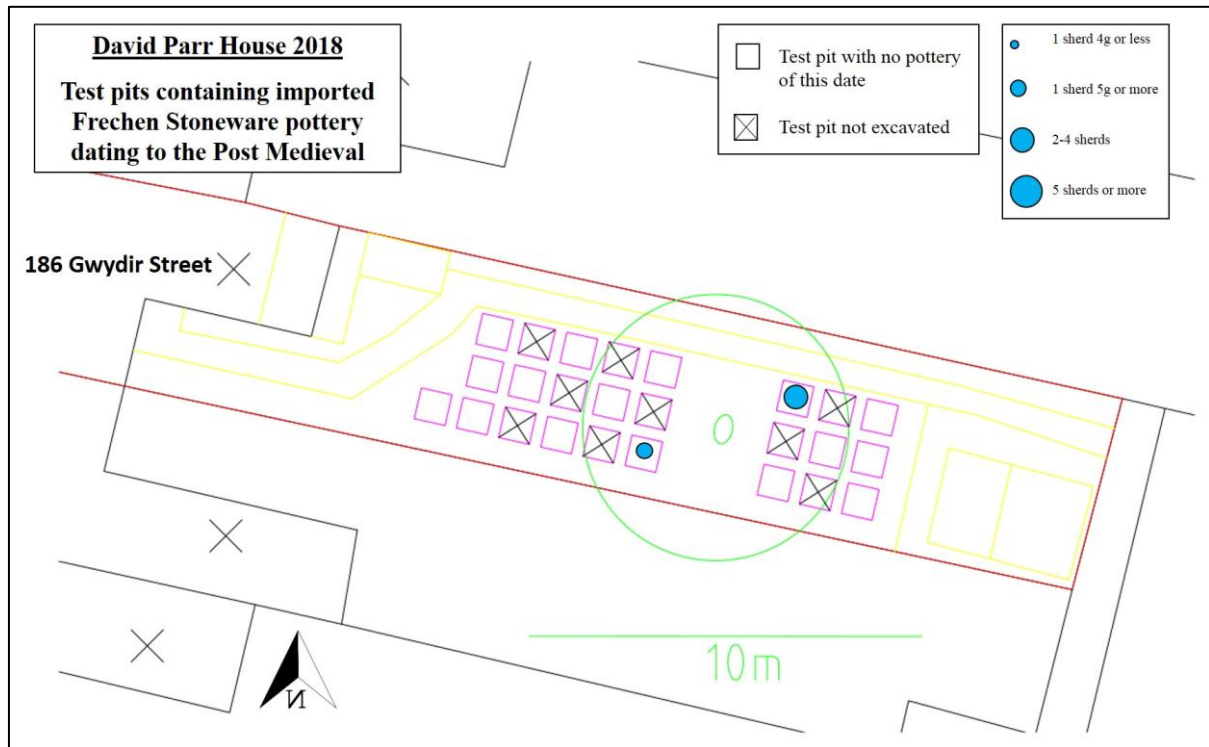 David Parr House 2018
Test pits containing imported
Frechen Stoneware pottery
dating to the Post Medieval
Test pit with no pottery
of this date
Test pit not excavated
1 sherd 4g or less
1 sherd 5g or more
2-4 sherds
5 sherds or more
186 Gwydir Street
10m
N